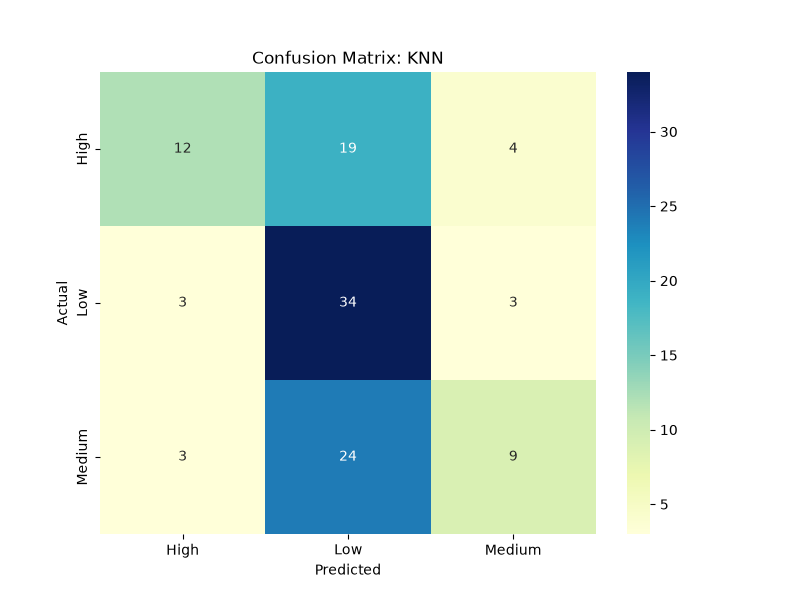 Confusion Matrix: KNN
High
12
19
4
30
25
Actual
Low
3
34
3
20
15
Medium
3
24
9
10
5
High
Low
Medium
Predicted